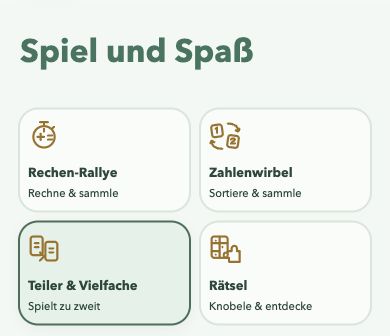 Spiel und Spaß
Rechen-Rallye
Rechne & sammle
Zahlenwirbel
Sortiere & sammle
Teiler & Vielfache
Spielt zu zweit
Rätsel
Knobele & entdecke